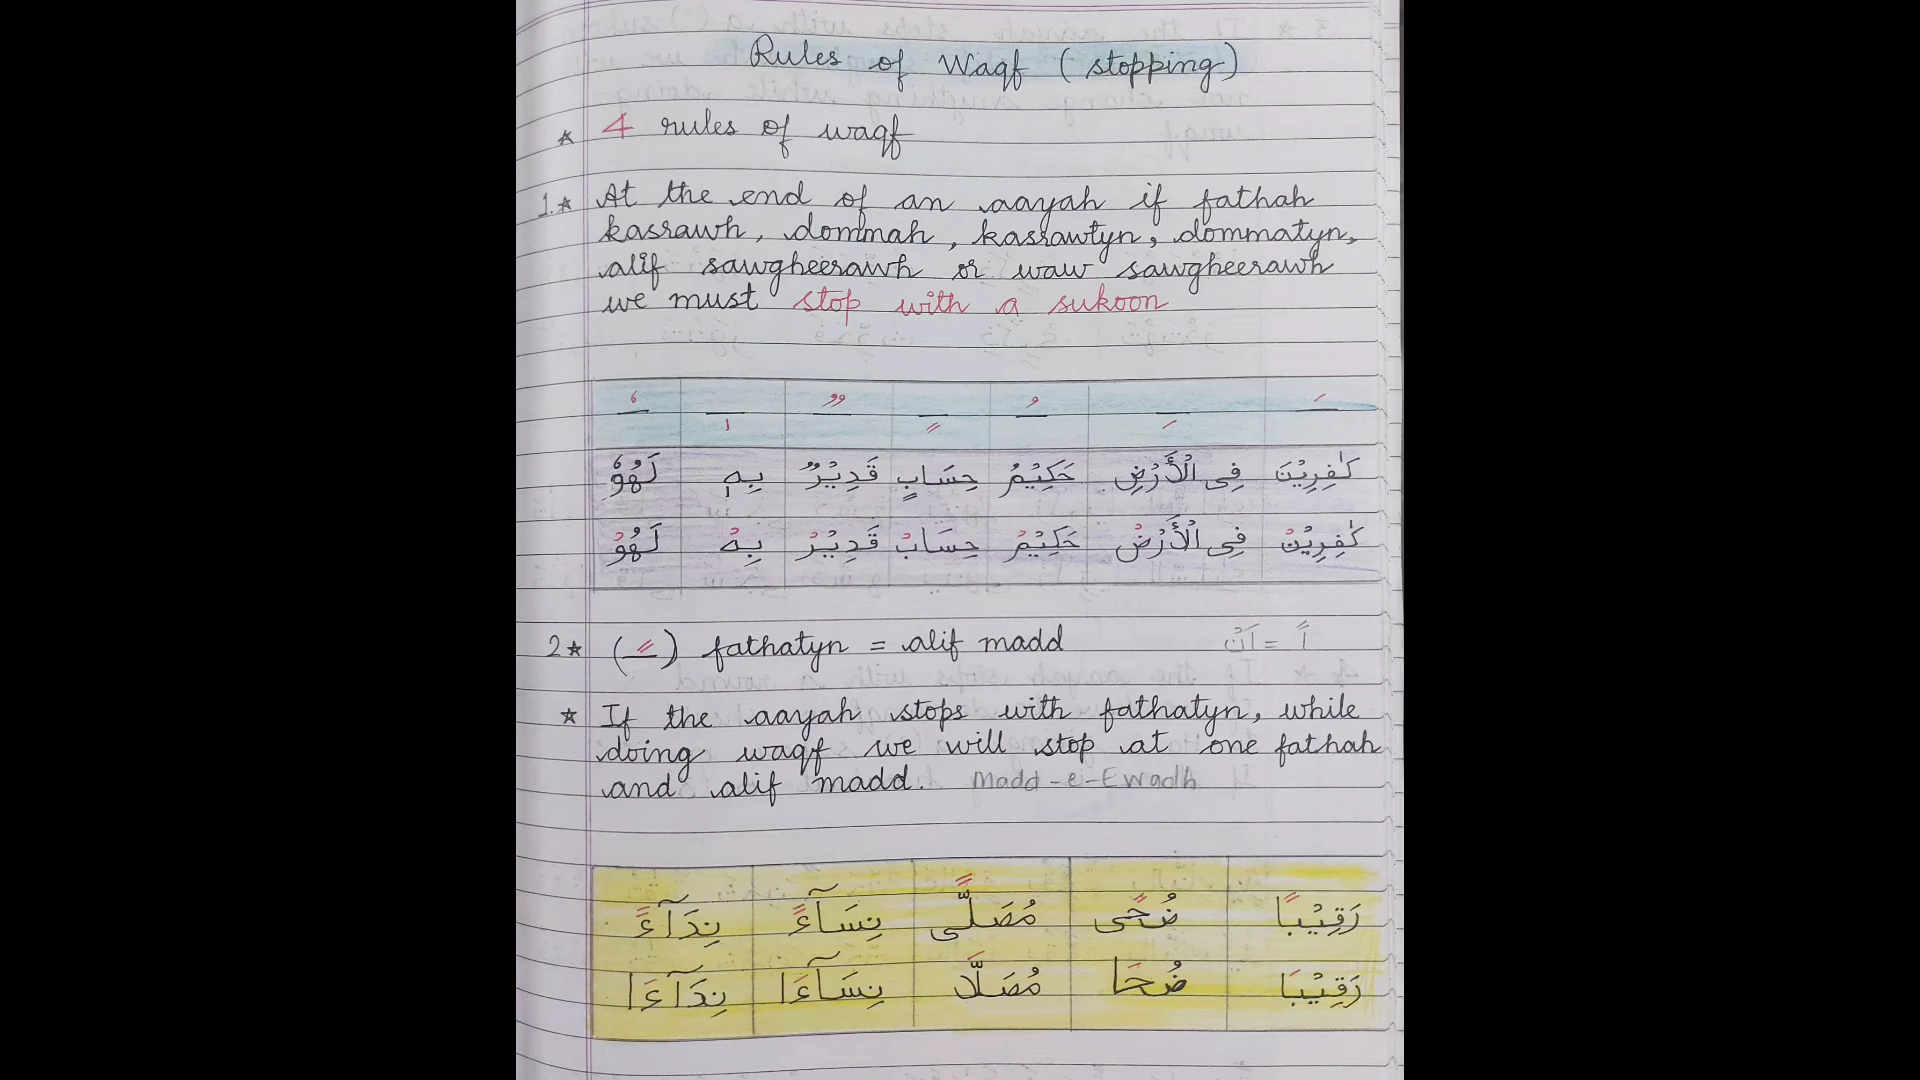 Rules of Waqf (stopping)
★ 4 rules of waqf
1.★ At the end of an aayah if fathah
kasrawh, dommah, kasrawtyn, dommatyn,
alif sawgheerawh or waw sawgheerawh
we must stop with a sukoon
كٰفِرِيْنَ فِى الْأَرْضِ حَكِيْمُ حِسَابٍ قَدِيْرٌ بِهٖ لَهُوْٗ
كٰفِرِيْنْ فِى الْأَرْضْ حَكِيْمْ حِسَابْ قَدِيْرْ بِهْ لَهُوْ
2★ (ً) fathatyn = alif madd اً = اَنْ
★ If the aayah stops with fathatyn, while
doing waqf we will stop at one fathah
and alif madd. Madd-ei-Ewadh
رَقِيْبًا ضُحًى مُصَلًّى نِسَآءً نِدَآءً
رَقِيْبَا ضُحَا مُصَلَّا نِسَآءَا نِدَآءَا